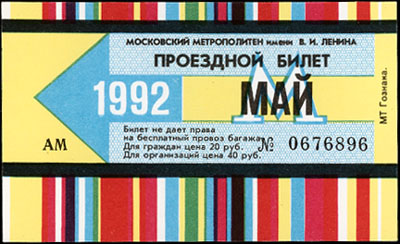 МОСКОВСКИЙ МЕТРОПОЛИТЕН имени В. И. ЛЕНИНА
ПРОЕЗДНОЙ БИЛЕТ
М
1992 МАЙ
Билет не дает права
на бесплатный провоз багажа
Для граждан цена 20 руб.
Для организаций цена 40 руб.
АМ
№ 0676896
МТ Гознака.